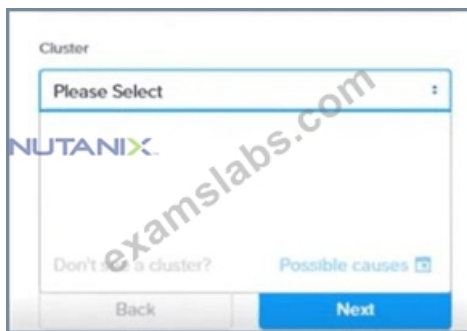 Cluster
Please Select
NUTANIX
examslabs.com
Don't see a cluster?
Possible causes
Back
Next